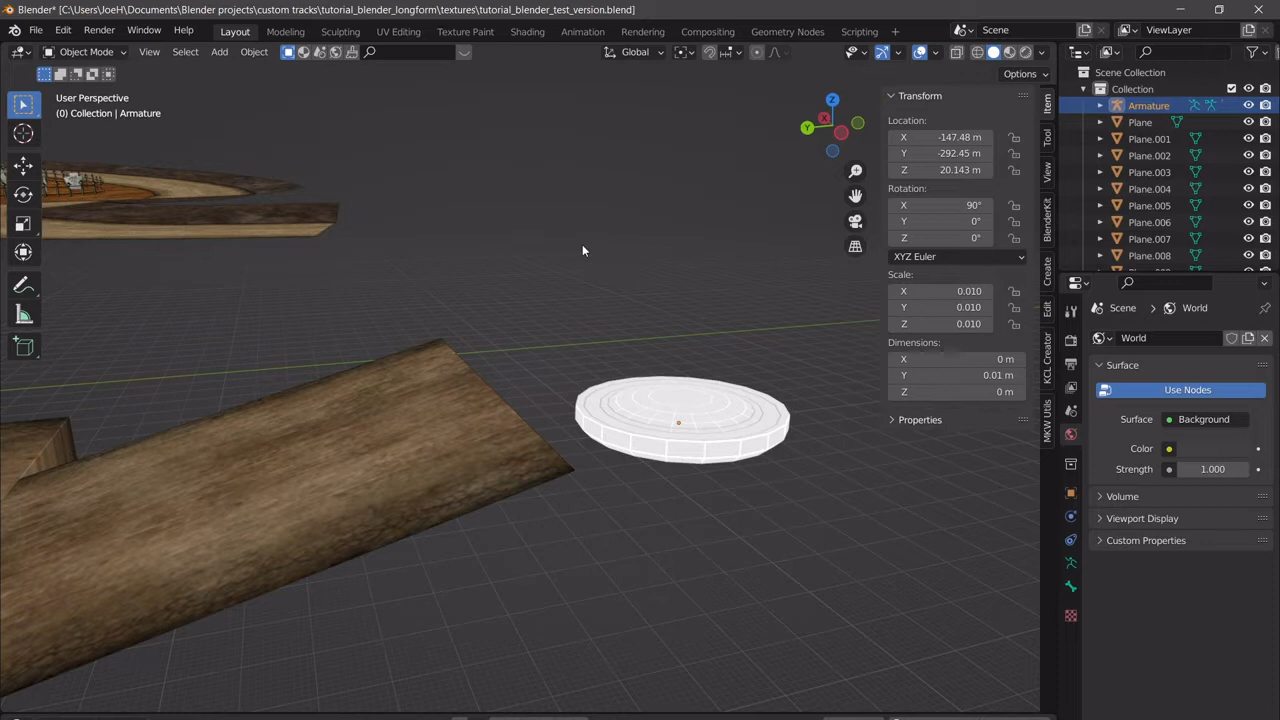 Blender* [C:\Users\JoeH\Documents\Blender projects\custom tracks\tutorial_blender_longform\textures\tutorial_blender_test_version.blend]
File Edit Render Window Help Layout Modeling Sculpting UV Editing Texture Paint Shading Animation Rendering Compositing Geometry Nodes Scripting + Scene ViewLayer
Object Mode View Select Add Object Global
Options
User Perspective
(0) Collection | Armature
Z
X
Y
Transform
Location:
X -147.48 m
Y -292.45 m
Z 20.143 m
Rotation:
X 90°
Y 0°
Z 0°
XYZ Euler
Scale:
X 0.010
Y 0.010
Z 0.010
Dimensions:
X 0 m
Y 0.01 m
Z 0 m
Properties
Item
Tool
View
BlenderKit
Create
Edit
KCL Creator
MKW Utils
Scene Collection
Collection
Armature
Plane
Plane.001
Plane.002
Plane.003
Plane.004
Plane.005
Plane.006
Plane.007
Plane.008
Scene > World
World
Surface
Use Nodes
Surface Background
Color
Strength 1.000
Volume
Viewport Display
Custom Properties